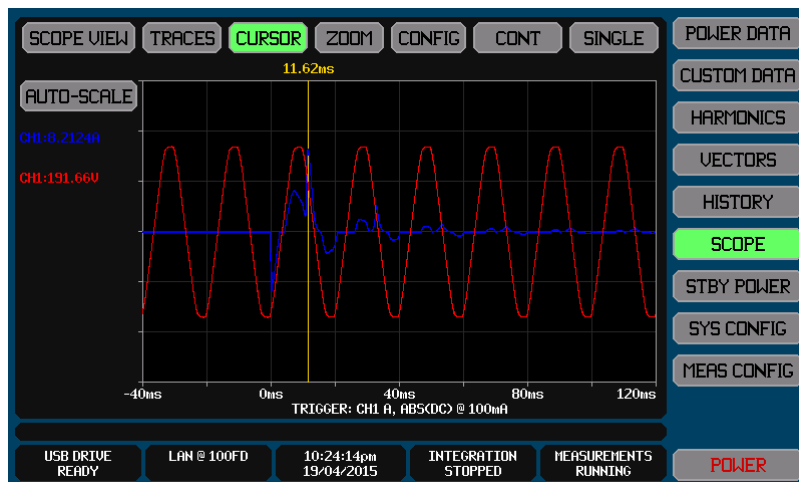 SCOPE VIEW TRACES CURSOR ZOOM CONFIG CONT SINGLE POWER DATA
11.62ms
CUSTOM DATA
AUTO-SCALE
HARMONICS
CH1:8.2124A
VECTORS
CH1:191.66V
HISTORY
SCOPE
STBY POWER
SYS CONFIG
MEAS CONFIG
-40ms 0ms 40ms 80ms 120ms
TRIGGER: CH1 A, ABS(DC) @ 100mA
USB DRIVE LAN @ 100FD 10:24:14pm INTEGRATION MEASUREMENTS
READY 19/04/2015 STOPPED RUNNING
POWER